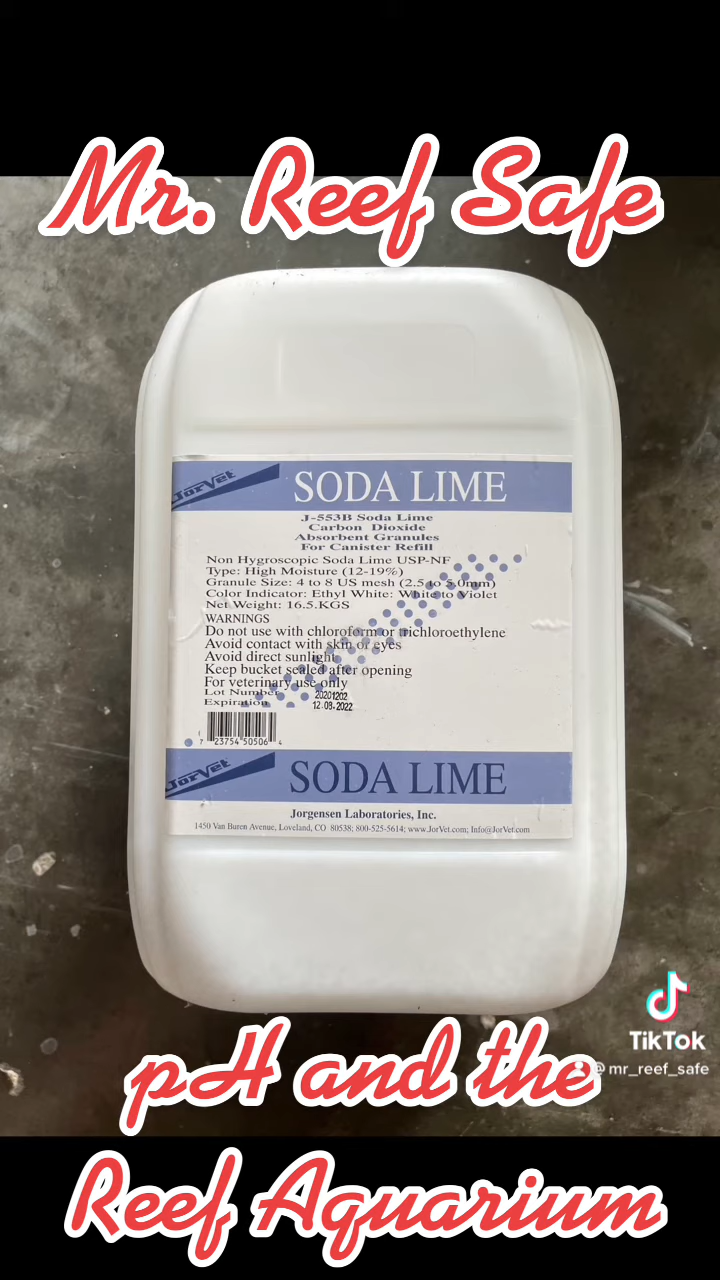 Mr. Reef Safe
JorVet
SODA LIME
J-553B Soda Lime
Carbon Dioxide
Absorbent Granules
For Canister Refill
Non Hygroscopic Soda Lime USP-NF
Type: High Moisture (12-19%)
Granule Size: 4 to 8 US mesh (2.5 to 5.0mm)
Color Indicator: Ethyl White: White to Violet
Net Weight: 16.5.KGS
WARNINGS
Do not use with chloroform or trichloroethylene
Avoid contact with skin or eyes
Avoid direct sunlight
Keep bucket sealed after opening
For veterinary use only
Lot Number 20201202
Expiration 12.08.2022
7 23754 50506 4
JorVet
SODA LIME
Jorgensen Laboratories, Inc.
1450 Van Buren Avenue, Loveland, CO 80538; 800-525-5614; www.JorVet.com; Info@JorVet.com
TikTok
@mr_reef_safe
pH and the
Reef Aquarium